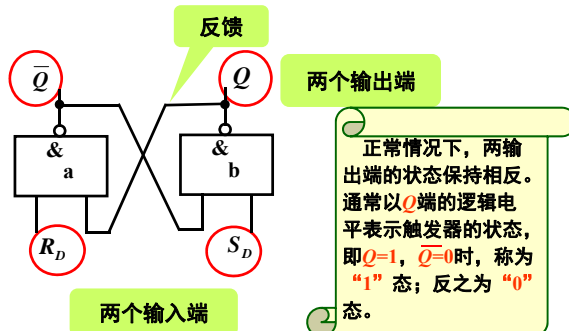 反馈
Q̅
Q
两个输出端
&
a
&
b
R_D
S_D
两个输入端
正常情况下，两输
出端的状态保持相反。
通常以Q端的逻辑电
平表示触发器的状态，
即Q=1，Q̅=0时，称为
“1”态；反之为“0”
态。